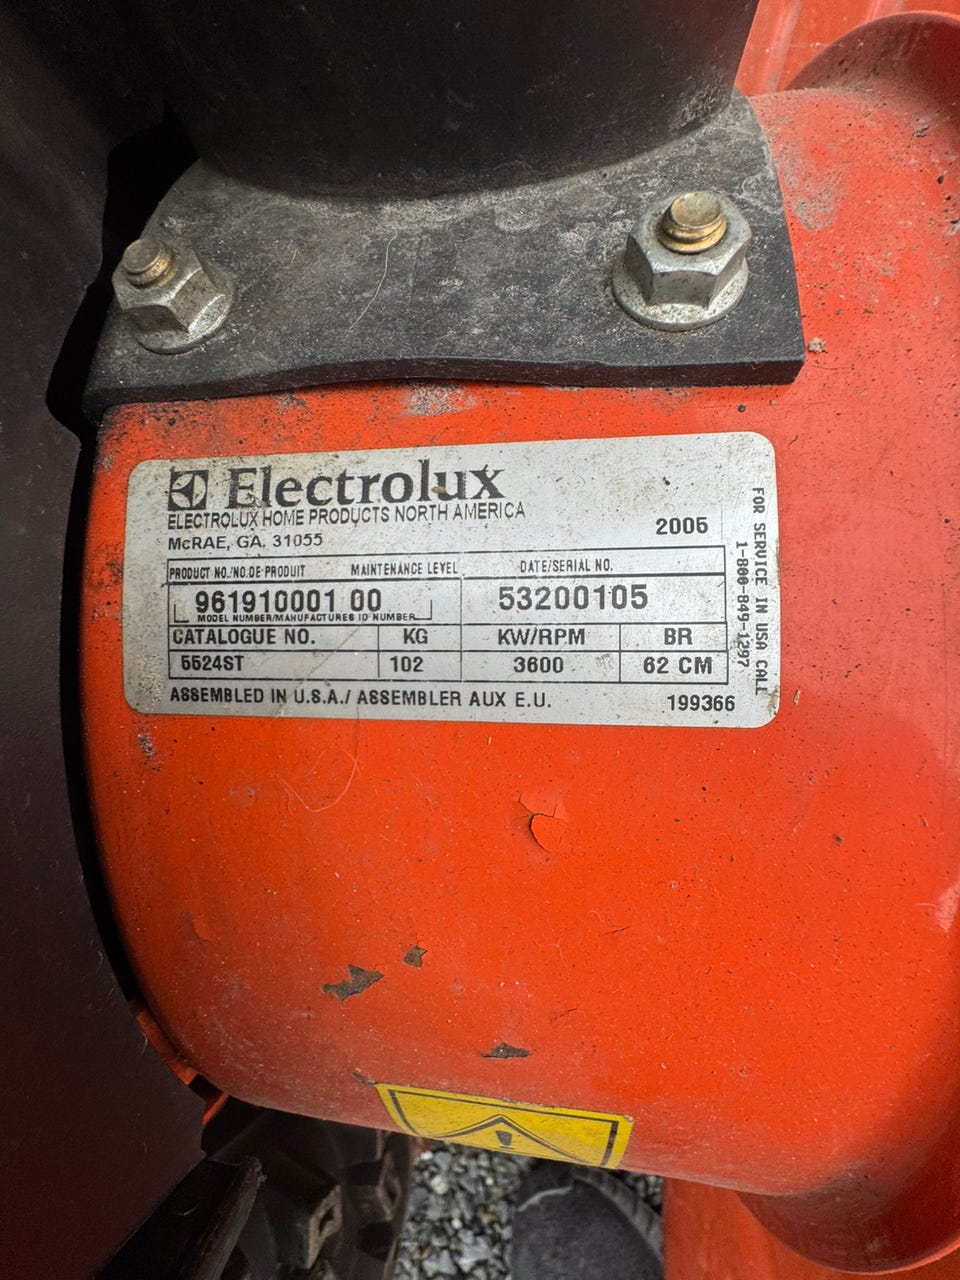 Electrolux
ELECTROLUX HOME PRODUCTS NORTH AMERICA
McRAE, GA. 31055
2005
PRODUCT NO./NO.DE PRODUIT MAINTENANCE LEVEL DATE/SERIAL NO.
961910001 00 53200105
MODEL NUMBER/MANUFACTURES ID NUMBER
CATALOGUE NO. KG KW/RPM BR
5524ST 102 3600 62 CM
ASSEMBLED IN U.S.A./ ASSEMBLER AUX E.U. 199366
FOR SERVICE IN USA CALL
1-800-849-1297